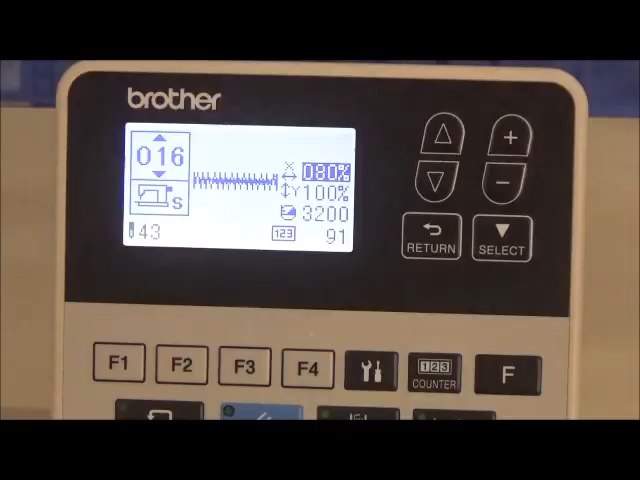 brother
016
X 080%
Y 100%
S
3200
43
123
91
+
−
RETURN
SELECT
F1
F2
F3
F4
123
COUNTER
F